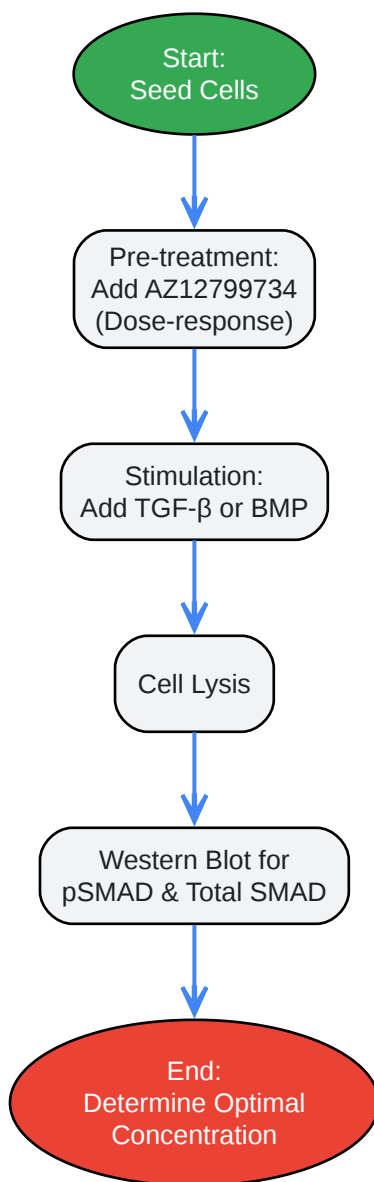 Start:
Seed Cells
Pre-treatment:
Add AZ12799734
(Dose-response)
Stimulation:
Add TGF-β or BMP
Cell Lysis
Western Blot for
pSMAD & Total SMAD
End:
Determine Optimal
Concentration